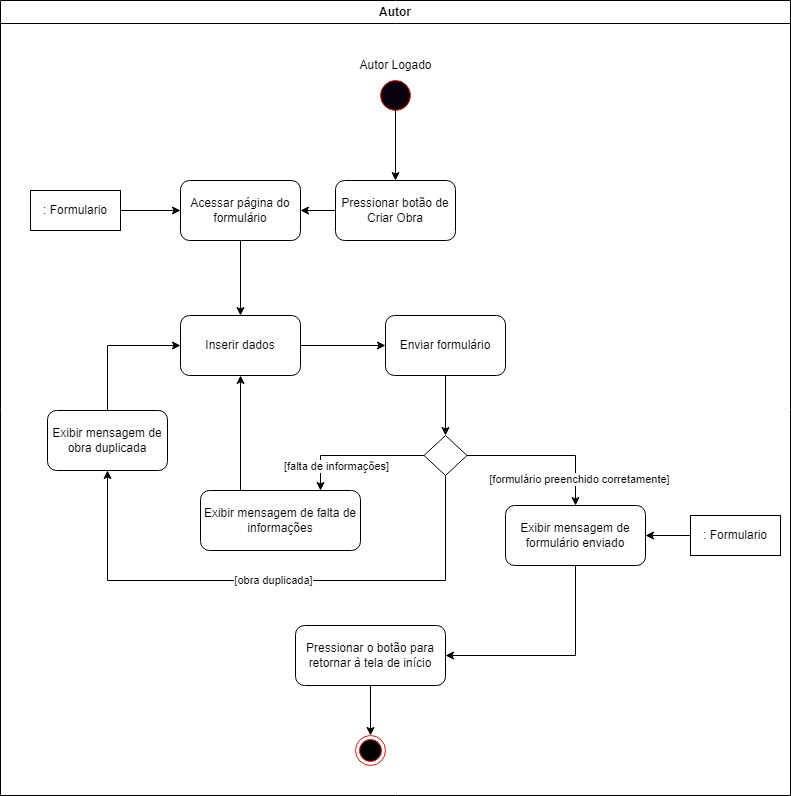 Autor
Autor Logado
: Formulario
Acessar página do
formulário
Pressionar botão de
Criar Obra
Inserir dados
Enviar formulário
Exibir mensagem de
obra duplicada
[falta de informações]
[formulário preenchido corretamente]
Exibir mensagem de falta de
informações
Exibir mensagem de
formulário enviado
: Formulario
[obra duplicada]
Pressionar o botão para
retornar à tela de início